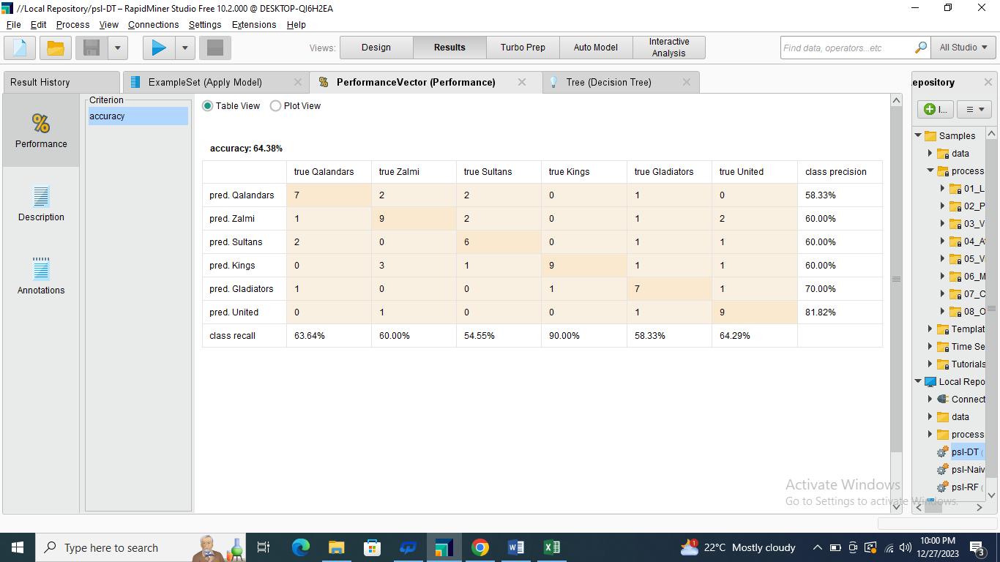 //Local Repository/psl-DT – RapidMiner Studio Free 10.2.000 @ DESKTOP-QI6H2EA
File Edit Process View Connections Settings Extensions Help
Views: Design Results Turbo Prep Auto Model Interactive Analysis
Find data, operators...etc All Studio
Result History ExampleSet (Apply Model) PerformanceVector (Performance) Tree (Decision Tree)
Performance
Description
Annotations
Criterion
accuracy
Table View Plot View
accuracy: 64.38%
true Qalandars true Zalmi true Sultans true Kings true Gladiators true United class precision
pred. Qalandars 7 2 2 0 1 0 58.33%
pred. Zalmi 1 9 2 0 1 2 60.00%
pred. Sultans 2 0 6 0 1 1 60.00%
pred. Kings 0 3 1 9 1 1 60.00%
pred. Gladiators 1 0 0 1 7 1 70.00%
pred. United 0 1 0 0 1 9 81.82%
class recall 63.64% 60.00% 54.55% 90.00% 58.33% 64.29%
epository
I...
Samples
data
process
01_L
02_P
03_V
04_A
05_V
06_M
07_C
08_O
Templat
Time Se
Tutorials
Local Repo
Connect
data
process
psl-DT (
psl-Naiv
psl-RF (
Activate Windows
Go to Settings to activate Windows.
Type here to search
1
22°C Mostly cloudy
10:00 PM
12/27/2023
3